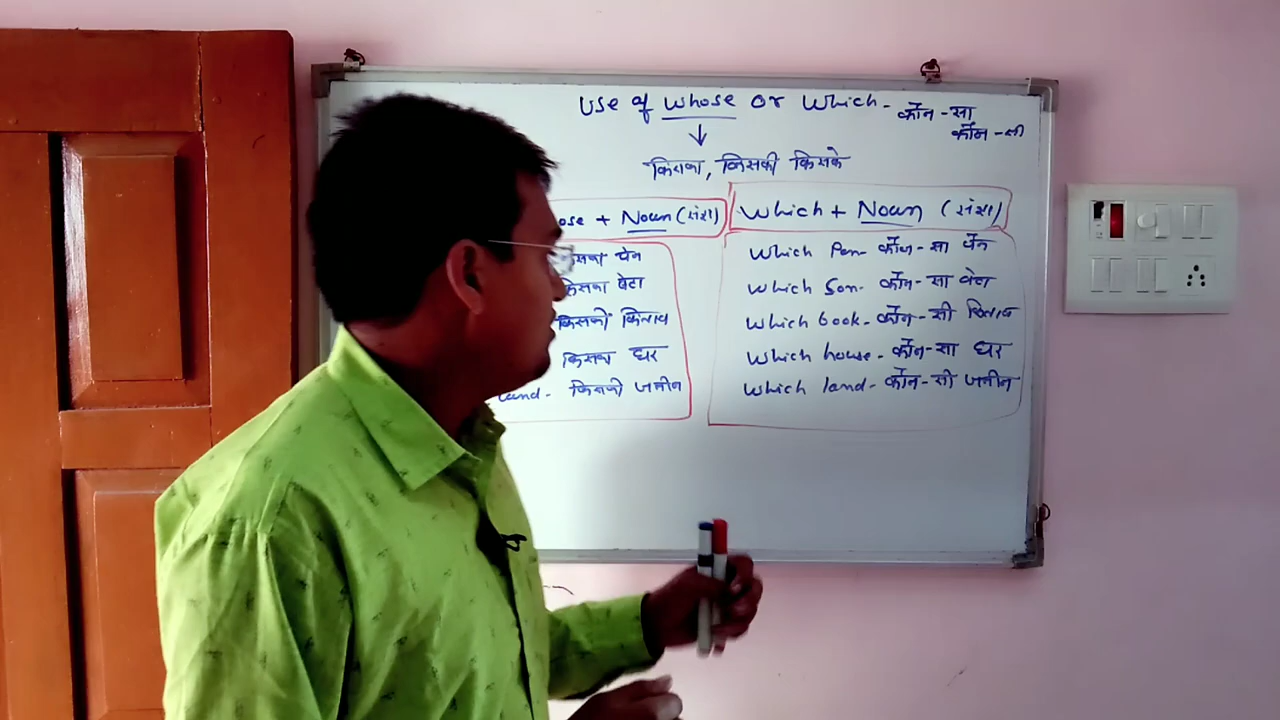 Use of whose or which - कौन - सा
कौन - सी
किसका, किसकी किसके
ose + Noun (संज्ञा)
किसका पेन
किसका बेटा
किसकी किताब
किसका घर
land - किसकी जमीन
Which + Noun (संज्ञा)
Which Pen - कौन - सा पेन
Which Son - कौन - सा बेटा
Which book - कौन - सी किताब
Which house - कौन - सा घर
Which land - कौन - सी जमीन